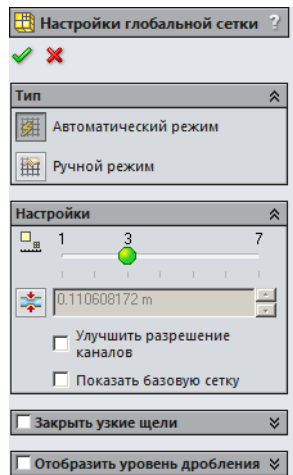 Настройки глобальной сетки ?
Тип
Автоматический режим
Ручной режим
Настройки
1 3 7
0.110608172 m
Улучшить разрешение
каналов
Показать базовую сетку
Закрыть узкие щели
Отобразить уровень дробления